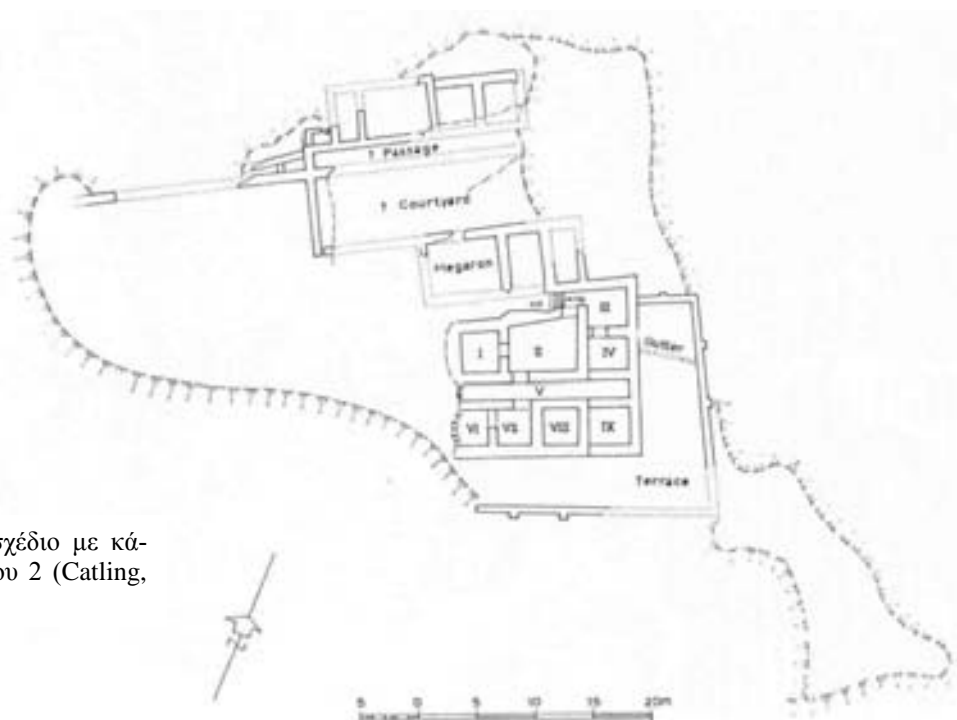 ? Passage
? Courtyard
Megaron
III
Gutter
I
II
IV
V
VI
VII
VIII
IX
Terrace
σχέδιο με κά-
ου 2 (Catling,
5 0 5 10 15 20m